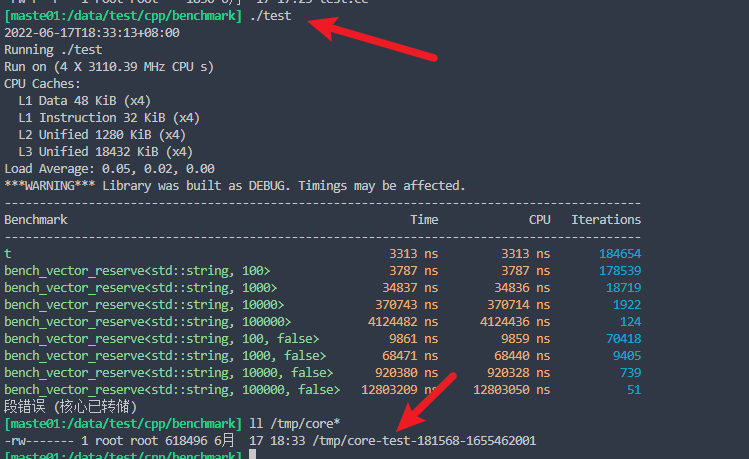 [maste01:/data/test/cpp/benchmark] ./test
2022-06-17T18:33:13+08:00
Running ./test
Run on (4 X 3110.39 MHz CPU s)
CPU Caches:
L1 Data 48 KiB (x4)
L1 Instruction 32 KiB (x4)
L2 Unified 1280 KiB (x4)
L3 Unified 18432 KiB (x4)
Load Average: 0.05, 0.02, 0.00
***WARNING*** Library was built as DEBUG. Timings may be affected.
---------------------------------------------------------------------------------
Benchmark Time CPU Iterations
---------------------------------------------------------------------------------
t 3313 ns 3313 ns 184654
bench_vector_reserve<std::string, 100> 3787 ns 3787 ns 178539
bench_vector_reserve<std::string, 1000> 34837 ns 34836 ns 18719
bench_vector_reserve<std::string, 10000> 370743 ns 370714 ns 1922
bench_vector_reserve<std::string, 100000> 4124482 ns 4124436 ns 124
bench_vector_reserve<std::string, 100, false> 9861 ns 9859 ns 70418
bench_vector_reserve<std::string, 1000, false> 68471 ns 68440 ns 9405
bench_vector_reserve<std::string, 10000, false> 920380 ns 920328 ns 739
bench_vector_reserve<std::string, 100000, false> 12803209 ns 12803050 ns 51
段错误 (核心已转储)
[maste01:/data/test/cpp/benchmark] ll /tmp/core*
-rw------- 1 root root 618496 6月 17 18:33 /tmp/core-test-181568-1655462001
[maste01:/data/test/cpp/benchmark]